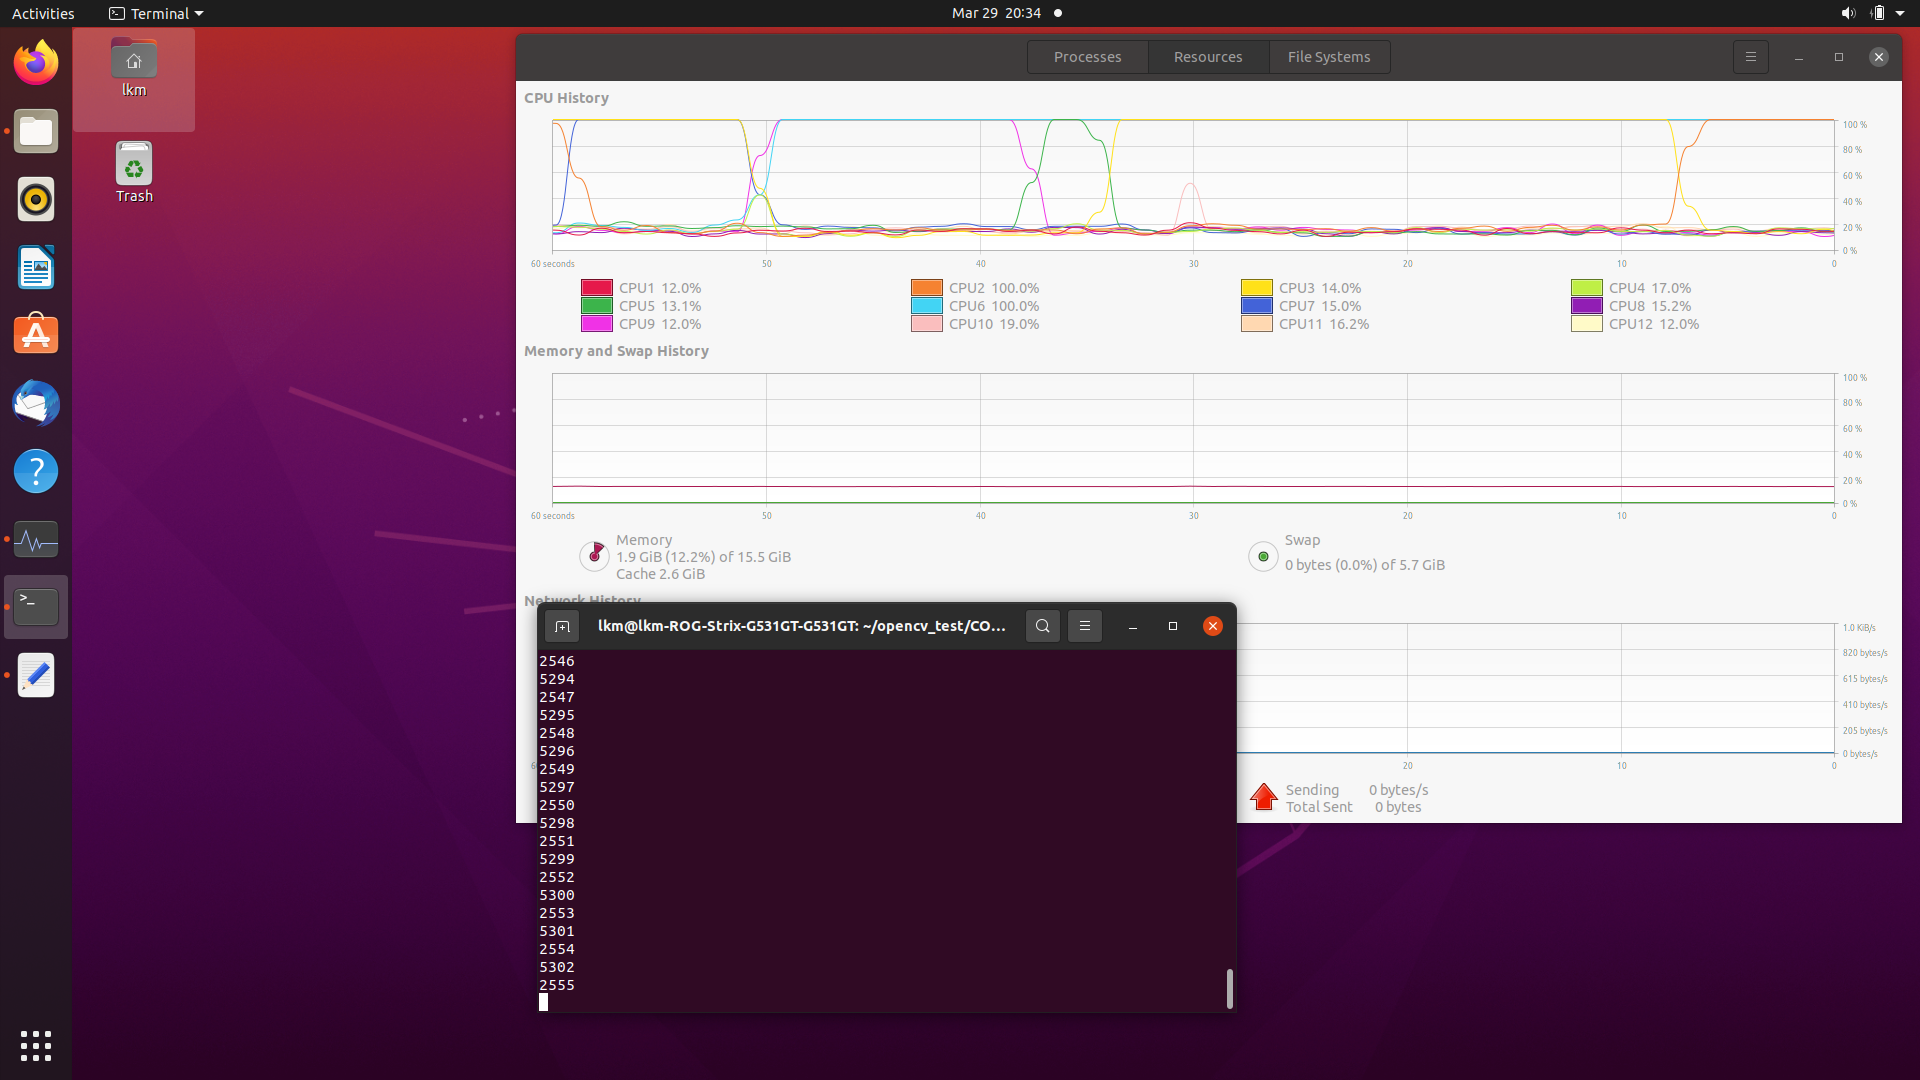 Activities
Terminal
Mar 29 20:34
lkm
Trash
Processes
Resources
File Systems
CPU History
100 %
80 %
60 %
40 %
20 %
0 %
60 seconds 50 40 30 20 10 0
CPU1 12.0% CPU2 100.0% CPU3 14.0% CPU4 17.0%
CPU5 13.1% CPU6 100.0% CPU7 15.0% CPU8 15.2%
CPU9 12.0% CPU10 19.0% CPU11 16.2% CPU12 12.0%
Memory and Swap History
100 %
80 %
60 %
40 %
20 %
0 %
60 seconds 50 40 30 20 10 0
Memory
1.9 GiB (12.2%) of 15.5 GiB
Cache 2.6 GiB
Swap
0 bytes (0.0%) of 5.7 GiB
Network History
1.0 KiB/s
820 bytes/s
615 bytes/s
410 bytes/s
205 bytes/s
0 bytes/s
20 10 0
Sending 0 bytes/s
Total Sent 0 bytes
lkm@lkm-ROG-Strix-G531GT-G531GT: ~/opencv_test/CO...
2546
5294
2547
5295
2548
5296
2549
5297
2550
5298
2551
5299
2552
5300
2553
5301
2554
5302
2555